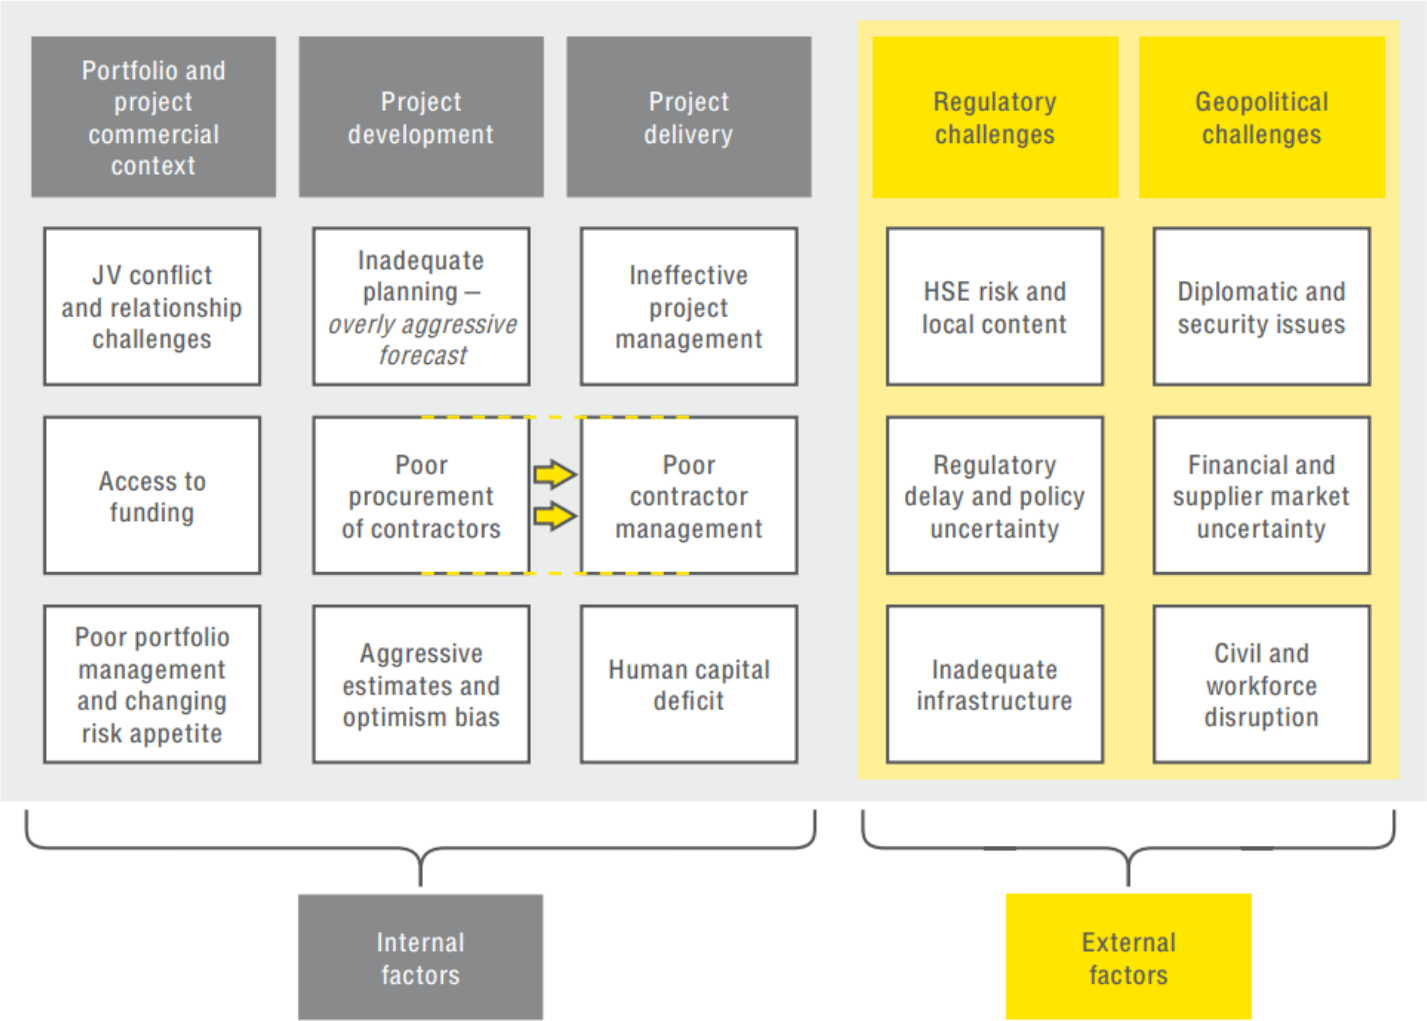 Portfolio and
project
commercial
context
Project
development
Project
delivery
Regulatory
challenges
Geopolitical
challenges
JV conflict
and relationship
challenges
Inadequate
planning –
overly aggressive
forecast
Ineffective
project
management
HSE risk and
local content
Diplomatic and
security issues
Access to
funding
Poor
procurement
of contractors
Poor
contractor
management
Regulatory
delay and policy
uncertainty
Financial and
supplier market
uncertainty
Poor portfolio
management
and changing
risk appetite
Aggressive
estimates and
optimism bias
Human capital
deficit
Inadequate
infrastructure
Civil and
workforce
disruption
Internal
factors
External
factors